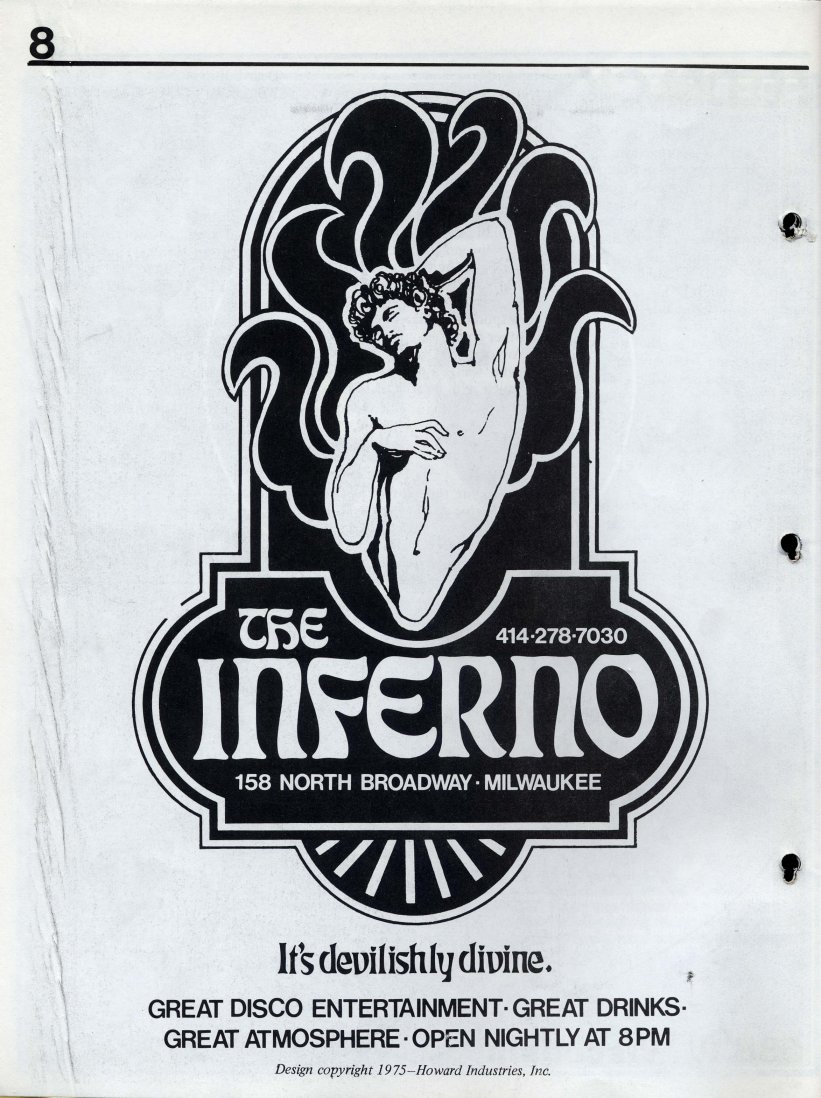 8
THE
414·278·7030
INFERNO
158 NORTH BROADWAY · MILWAUKEE
It's devilishly divine.
GREAT DISCO ENTERTAINMENT · GREAT DRINKS ·
GREAT ATMOSPHERE · OPEN NIGHTLY AT 8PM
Design copyright 1975–Howard Industries, Inc.